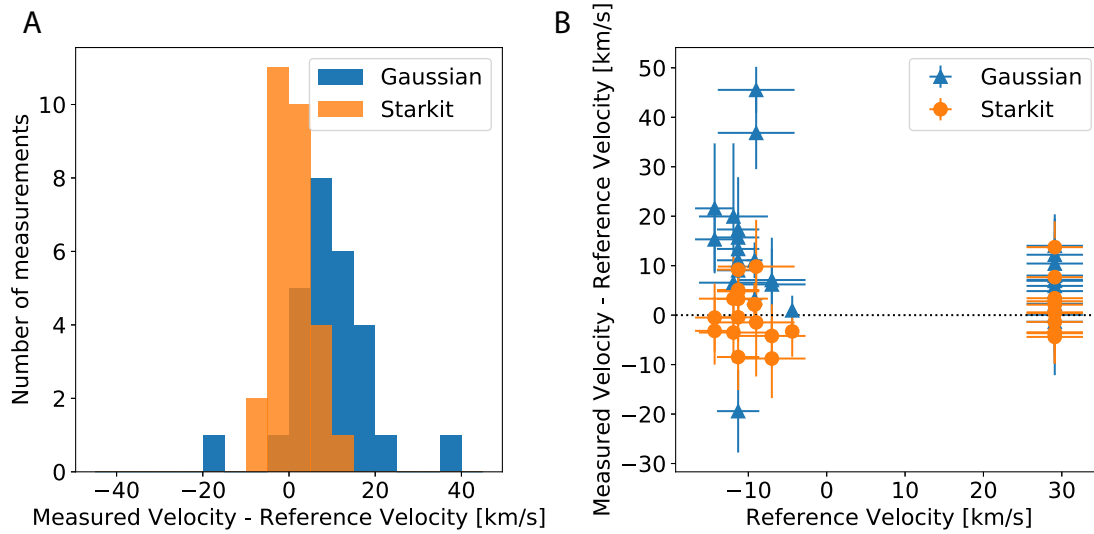 A
Gaussian
Starkit
Number of measurements
10
8
6
4
2
0
−40
−20
0
20
40
Measured Velocity - Reference Velocity [km/s]
B
Gaussian
Starkit
Measured Velocity - Reference Velocity [km/s]
50
40
30
20
10
0
−10
−20
−30
−10
0
10
20
30
Reference Velocity [km/s]